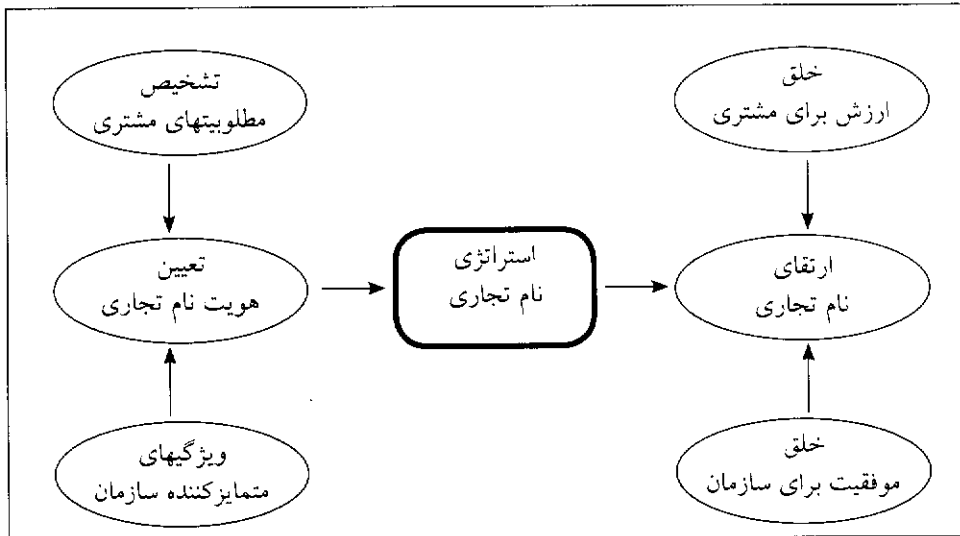 تشخیص
مطلوبیتهای مشتری
خلق
ارزش برای مشتری
تعیین
هویت نام تجاری
استراتژی
نام تجاری
ارتقای
نام تجاری
ویژگیهای
متمایزکننده سازمان
خلق
موفقیت برای سازمان